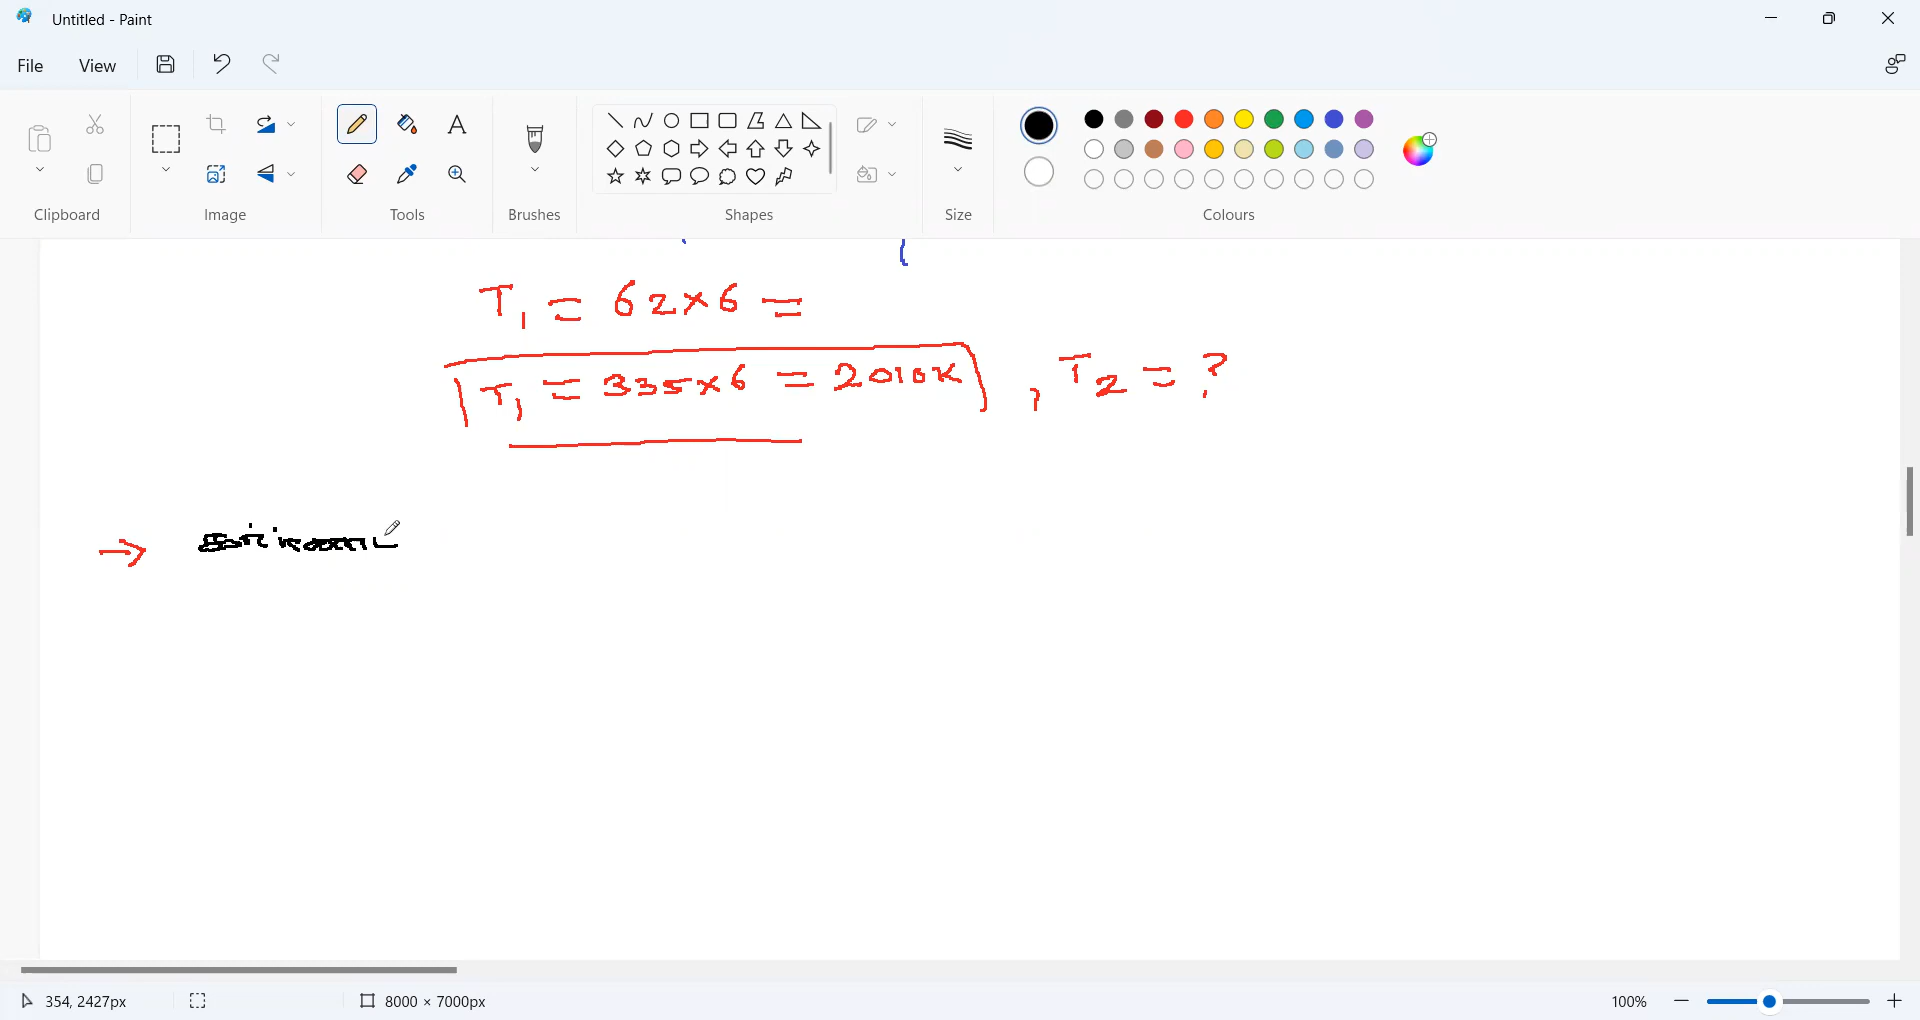 Untitled - Paint
File View
Clipboard Image Tools Brushes Shapes Size Colours
T₁ = 62×6 =
T₁ = 335×6 = 2010K , T₂ = ?
→
354, 2427px 8000 × 7000px 100%